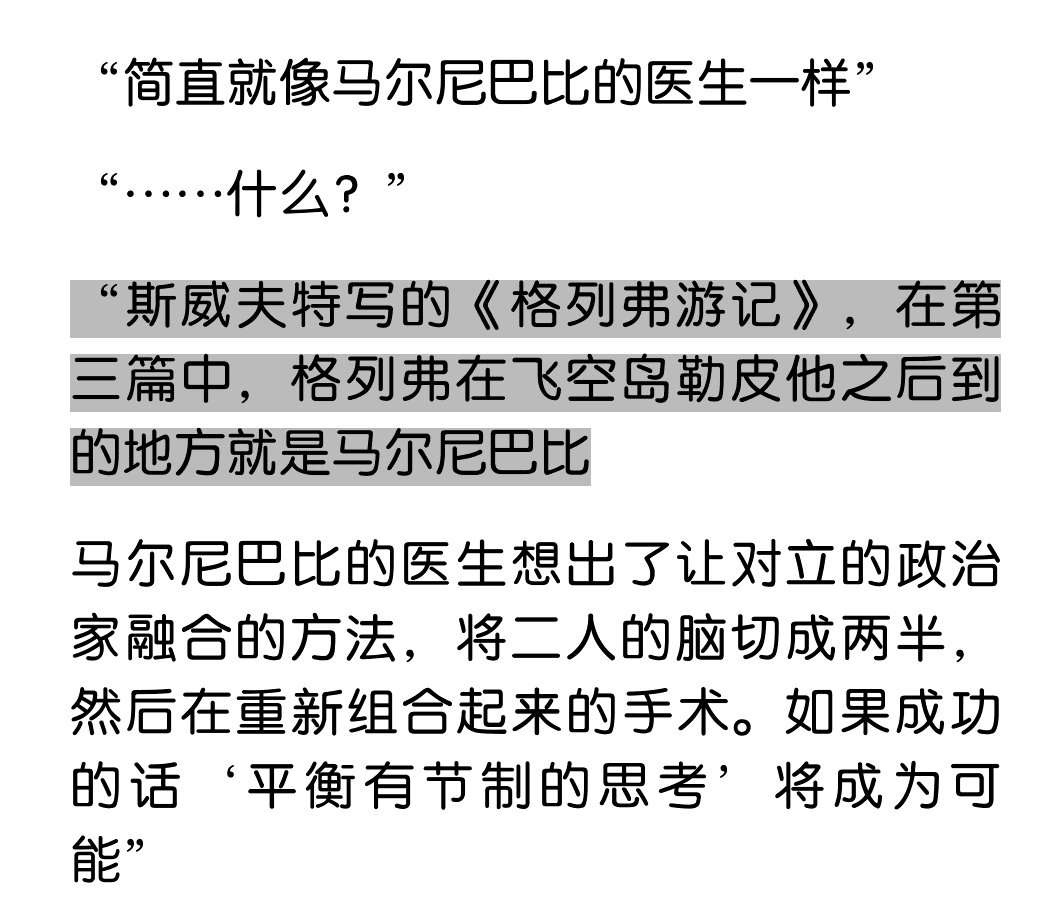 “简直就像马尔尼巴比的医生一样”
“……什么？”
“斯威夫特写的《格列弗游记》，在第
三篇中，格列弗在飞空岛勒皮他之后到
的地方就是马尔尼巴比
马尔尼巴比的医生想出了让对立的政治
家融合的方法，将二人的脑切成两半，
然后在重新组合起来的手术。如果成功
的话‘平衡有节制的思考’将成为可
能”